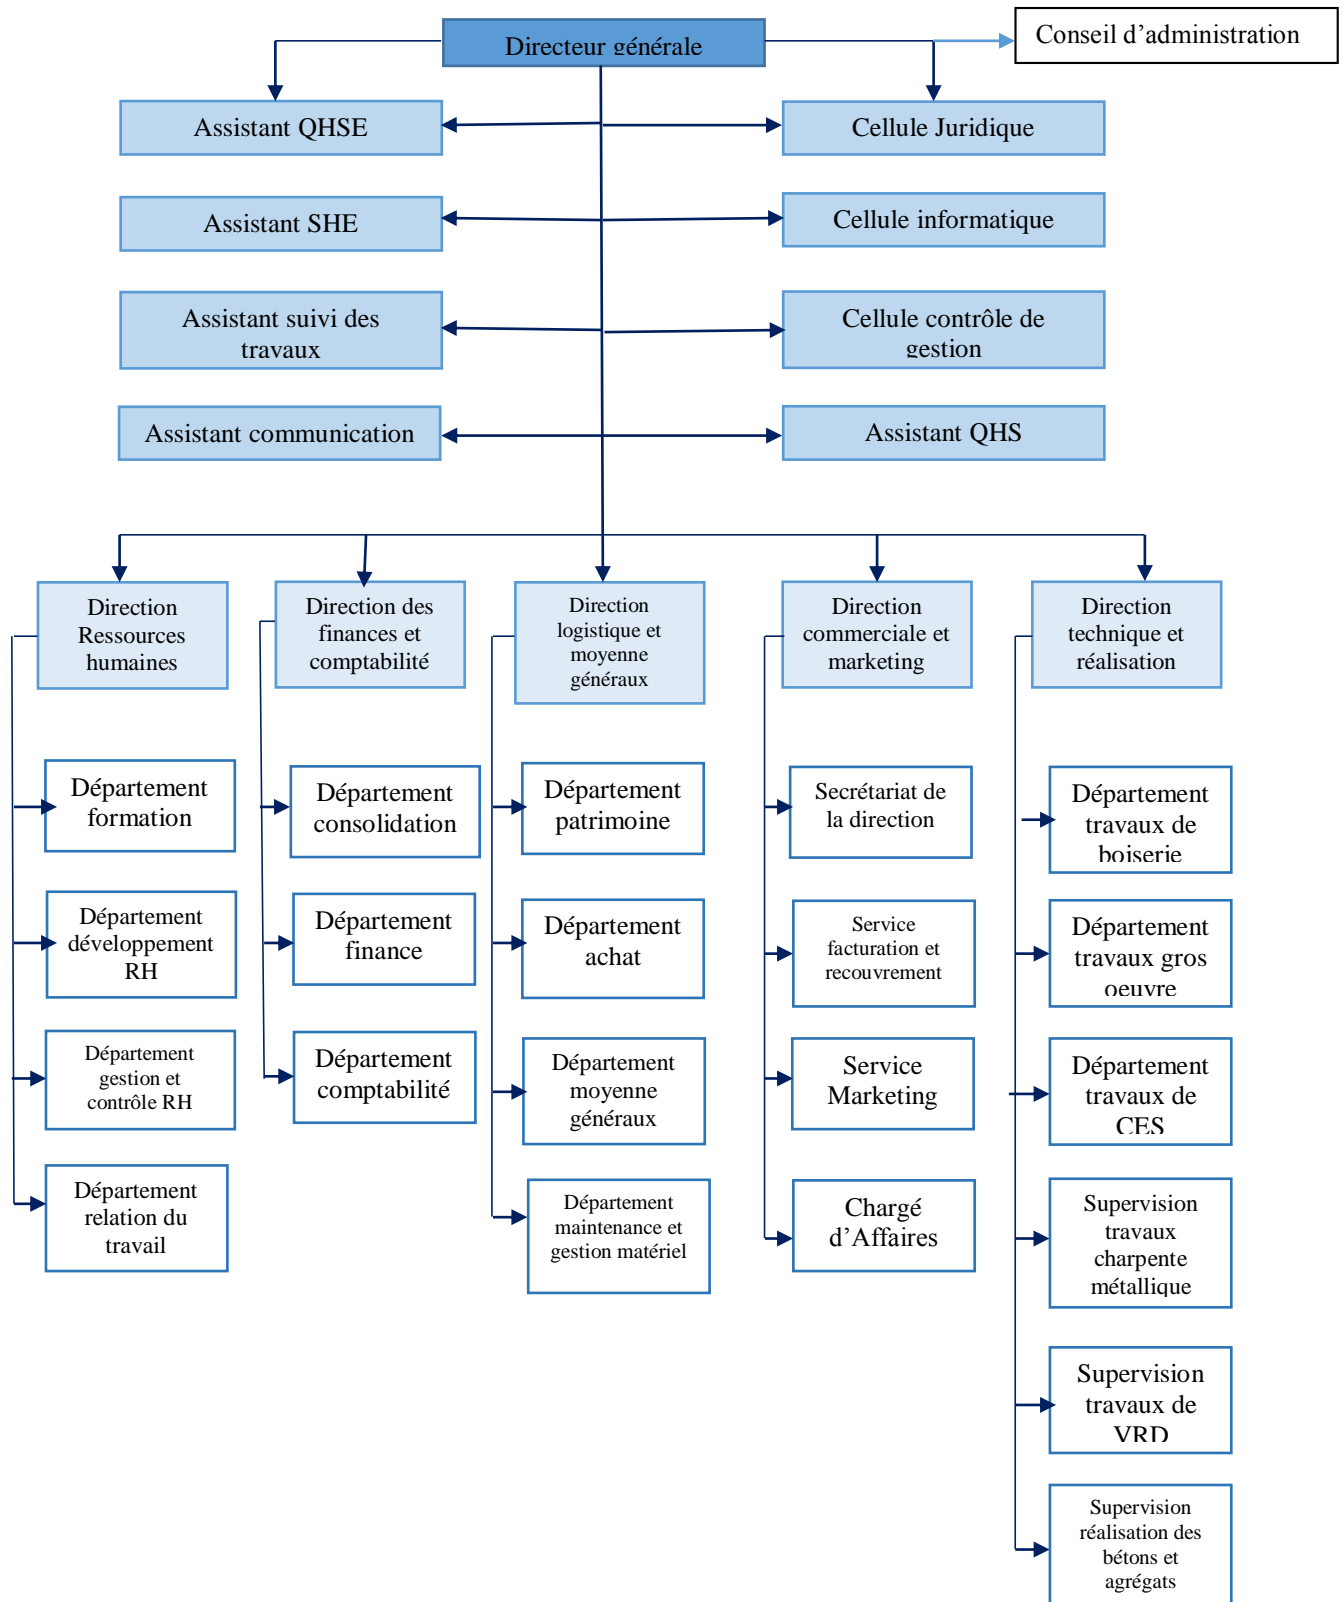 Directeur générale
Conseil d’administration
Assistant QHSE
Cellule Juridique
Assistant SHE
Cellule informatique
Assistant suivi des
travaux
Cellule contrôle de
gestion
Assistant communication
Assistant QHS
Direction
Ressources
humaines
Direction des
finances et
comptabilité
Direction
logistique et
moyenne
généraux
Direction
commerciale et
marketing
Direction
technique et
réalisation
Département
formation
Département
consolidation
Département
patrimoine
Secrétariat de
la direction
Département
travaux de
boiserie
Département
développement
RH
Département
finance
Département
achat
Service
facturation et
recouvrement
Département
travaux gros
oeuvre
Département
gestion et
contrôle RH
Département
comptabilité
Département
moyenne
généraux
Service
Marketing
Département
travaux de
CES
Département
relation du
travail
Département
maintenance et
gestion matériel
Chargé
d’Affaires
Supervision
travaux
charpente
métallique
Supervision
travaux de
VRD
Supervision
réalisation des
bétons et
agrégats